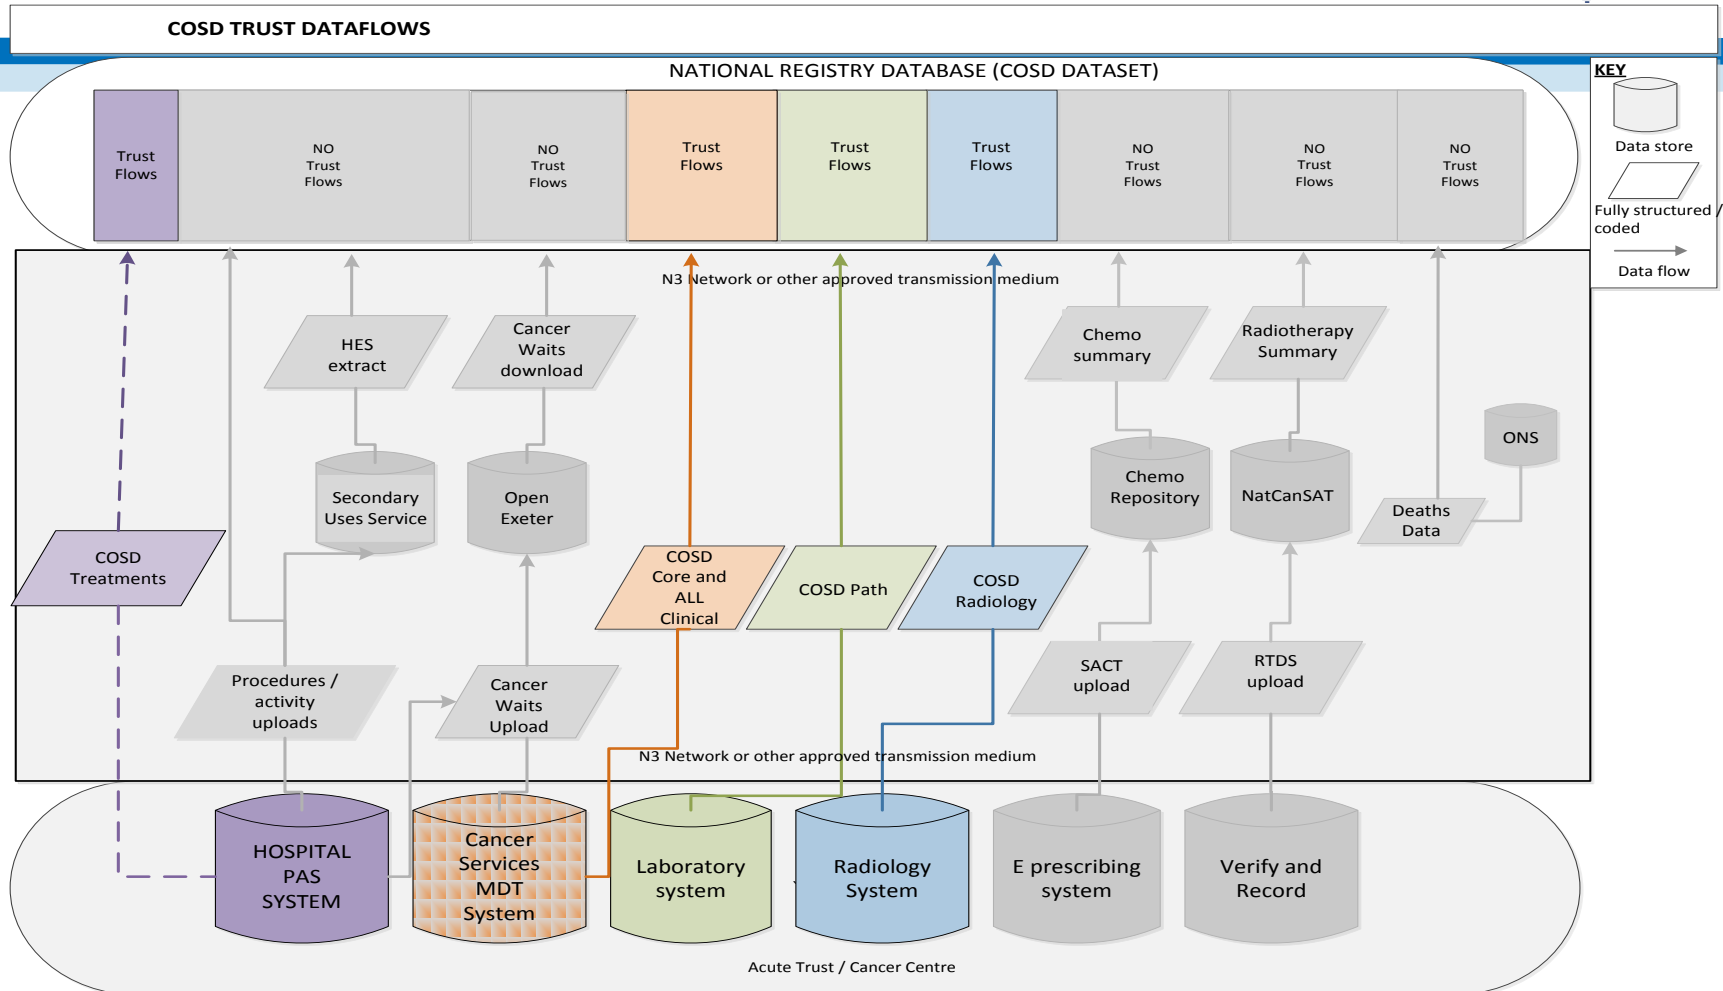 COSD TRUST DATAFLOWS
NATIONAL REGISTRY DATABASE (COSD DATASET)
KEY
Data store
Fully structured /
coded
Data flow
Trust
Flows
NO
Trust
Flows
NO
Trust
Flows
Trust
Flows
Trust
Flows
Trust
Flows
NO
Trust
Flows
NO
Trust
Flows
NO
Trust
Flows
N3 Network or other approved transmission medium
HES
extract
Cancer
Waits
download
Chemo
summary
Radiotherapy
Summary
ONS
Secondary
Uses Service
Open
Exeter
Chemo
Repository
NatCanSAT
Deaths
Data
COSD
Treatments
COSD
Core and
ALL
Clinical
COSD Path
COSD
Radiology
Procedures /
activity
uploads
Cancer
Waits
Upload
SACT
upload
RTDS
upload
N3 Network or other approved transmission medium
HOSPITAL
PAS
SYSTEM
Cancer
Services
MDT
System
Laboratory
system
Radiology
System
E prescribing
system
Verify and
Record
Acute Trust / Cancer Centre